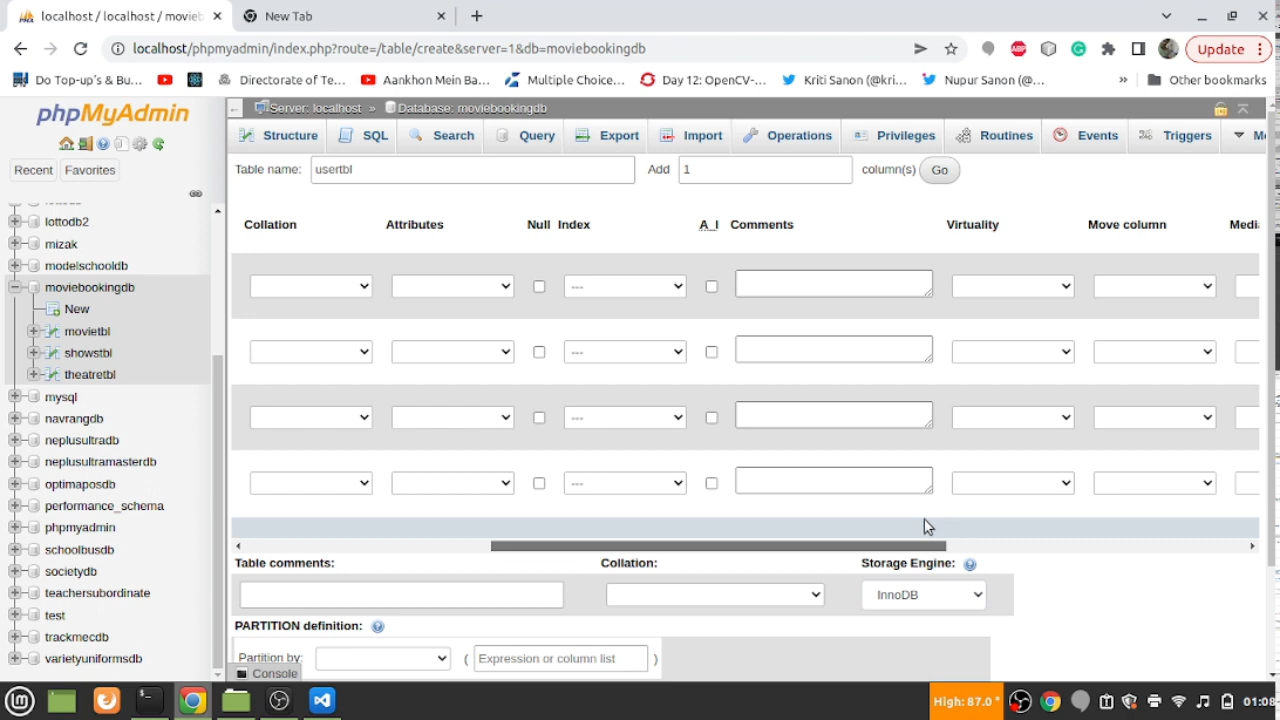 localhost / localhost / movieb
New Tab
localhost/phpmyadmin/index.php?route=/table/create&server=1&db=moviebookingdb
ABP
Update
Do Top-up's & Bu...
Directorate of Te...
Aankhon Mein Ba...
Multiple Choice...
Day 12: OpenCV-...
Kriti Sanon (@kri...
Nupur Sanon (@...
»
Other bookmarks
phpMyAdmin
Server: localhost » Database: moviebookingdb
Structure
SQL
Search
Query
Export
Import
Operations
Privileges
Routines
Events
Triggers
Recent
Favorites
Table name:
usertbl
Add
1
column(s)
Go
Collation
Attributes
Null
Index
A_I
Comments
Virtuality
Move column
---
---
---
---
lottodb2
mizak
modelschooldb
moviebookingdb
New
movietbl
showstbl
theatretbl
mysql
navrangdb
neplusultradb
neplusultramasterdb
optimaposdb
performance_schema
phpmyadmin
schoolbusdb
societydb
teachersubordinate
test
trackmecdb
varietyuniformsdb
Table comments:
Collation:
Storage Engine:
InnoDB
PARTITION definition:
Partition by:
(
Expression or column list
)
Console
High: 87.0 °
01:08